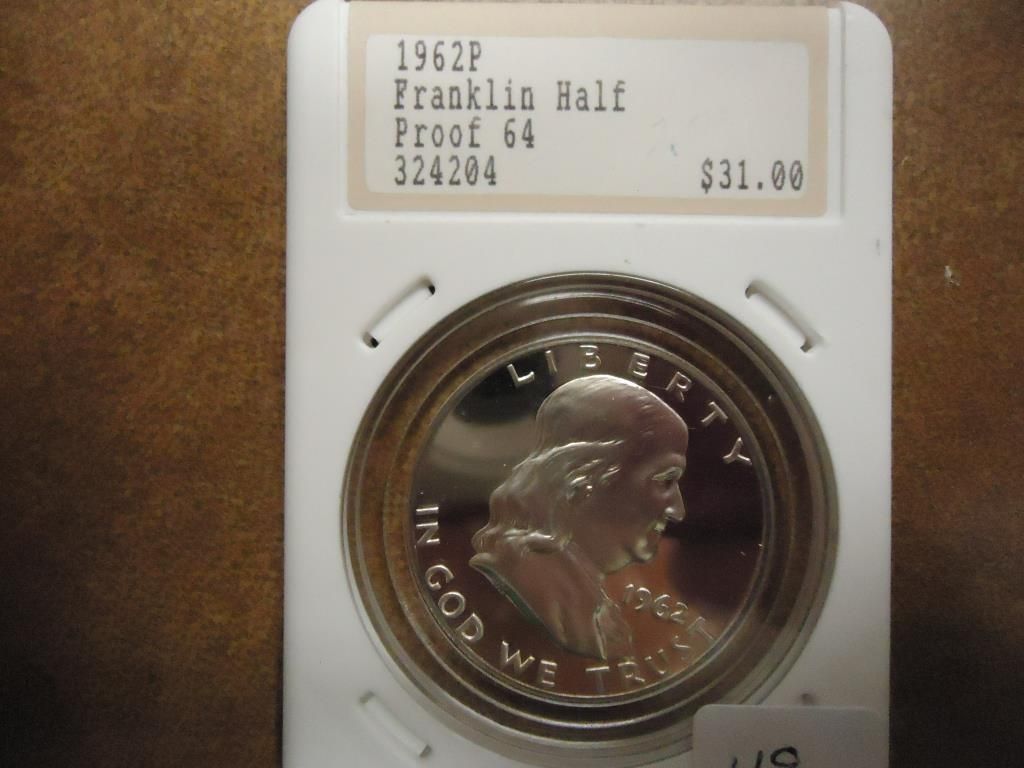 1962P
Franklin Half
Proof 64
324204 $31.00
LIBERTY
IN GOD WE TRUST
1962